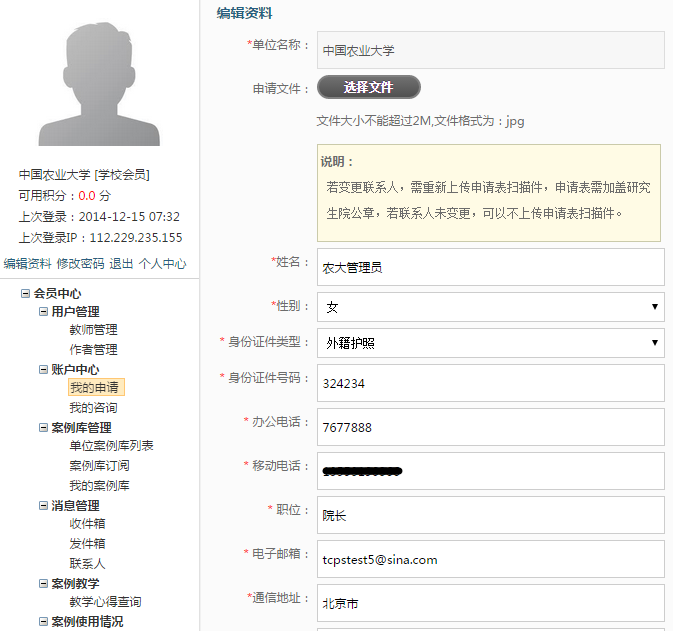 中国农业大学 [学校会员]
可用积分：0.0 分
上次登录：2014-12-15 07:32
上次登录IP：112.229.235.155
编辑资料 修改密码 退出 个人中心
会员中心
用户管理
教师管理
作者管理
账户中心
我的申请
我的咨询
案例库管理
单位案例库列表
案例库订阅
我的案例库
消息管理
收件箱
发件箱
联系人
案例教学
教学心得查询
案例使用情况
编辑资料
*单位名称： 中国农业大学
申请文件： 选择文件
文件大小不能超过2M,文件格式为：jpg
说明：
若变更联系人，需重新上传申请表扫描件，申请表需加盖研究
生院公章，若联系人未变更，可以不上传申请表扫描件。
*姓名： 农大管理员
*性别： 女
* 身份证件类型： 外籍护照
* 身份证件号码： 324234
* 办公电话： 7677888
* 移动电话：
* 职位： 院长
* 电子邮箱： tcpstest5@sina.com
*通信地址： 北京市